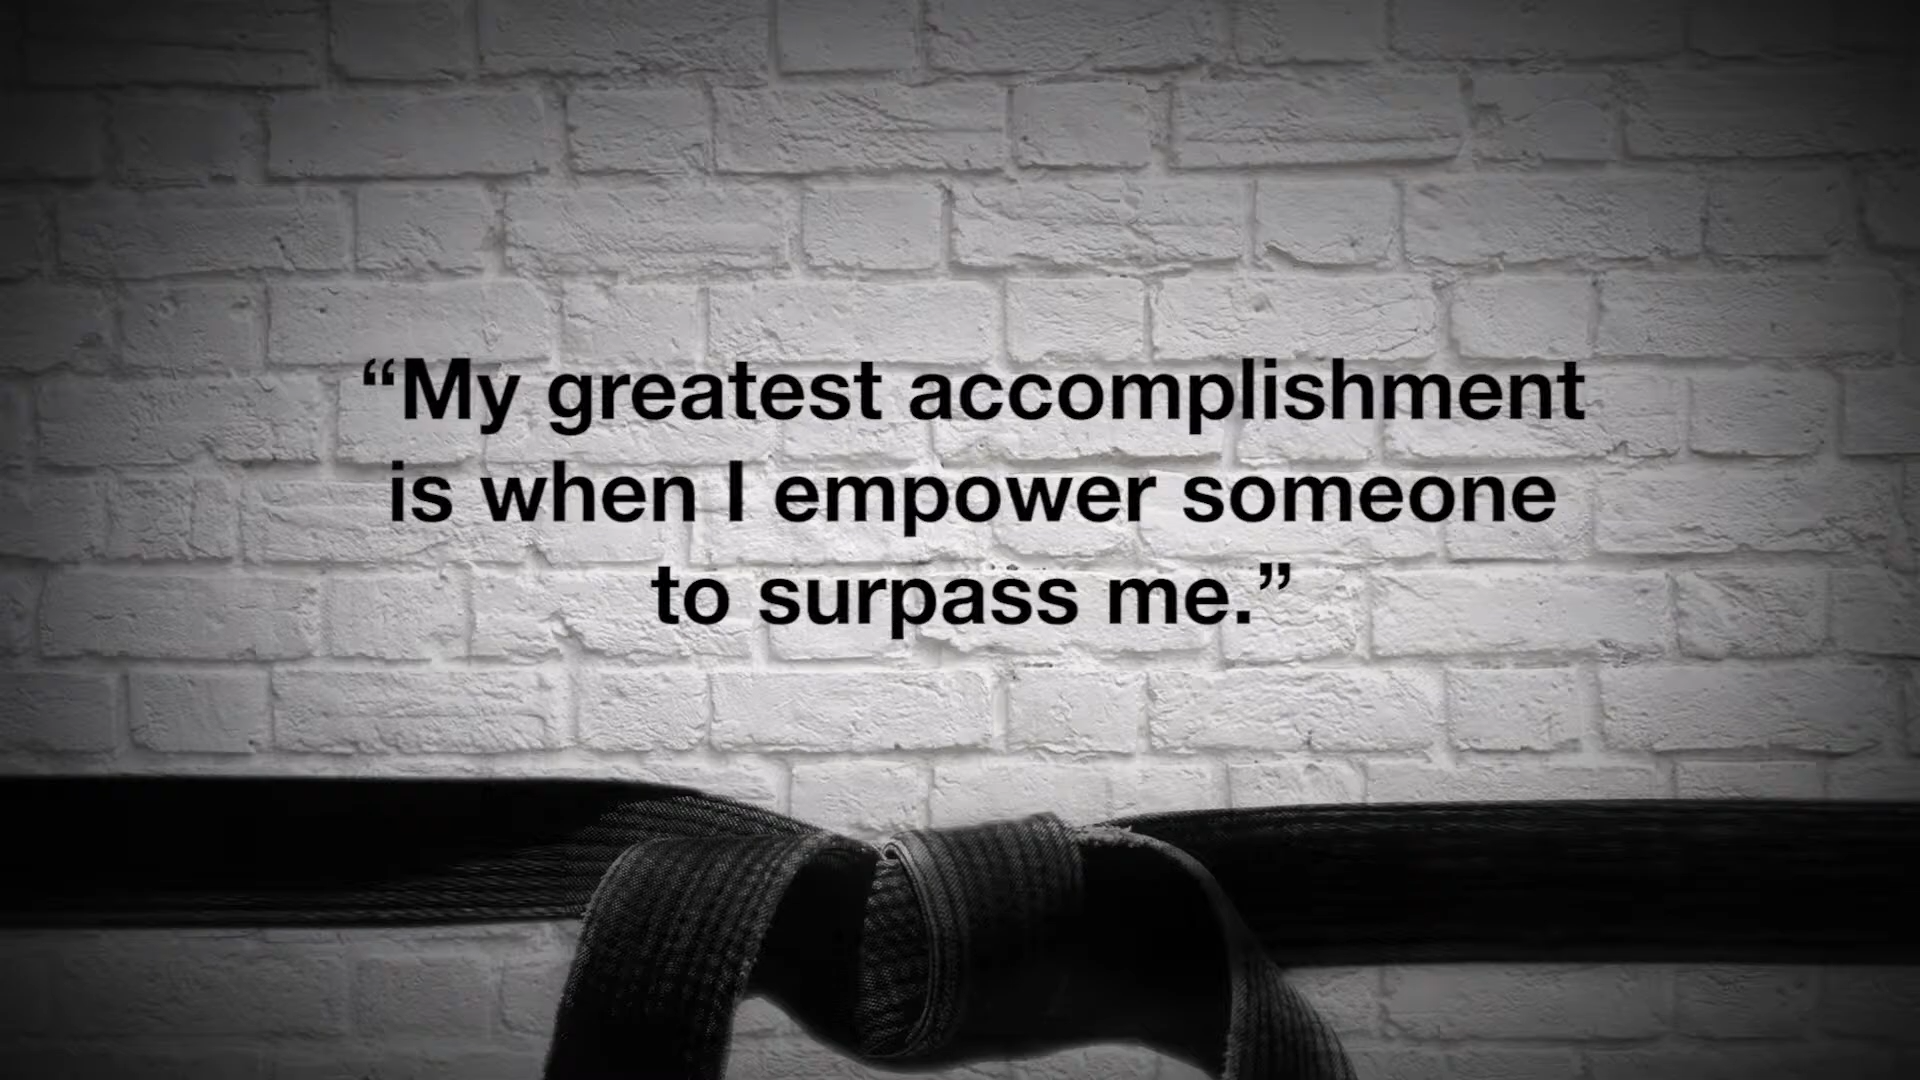 “My greatest accomplishment
is when I empower someone
to surpass me.”